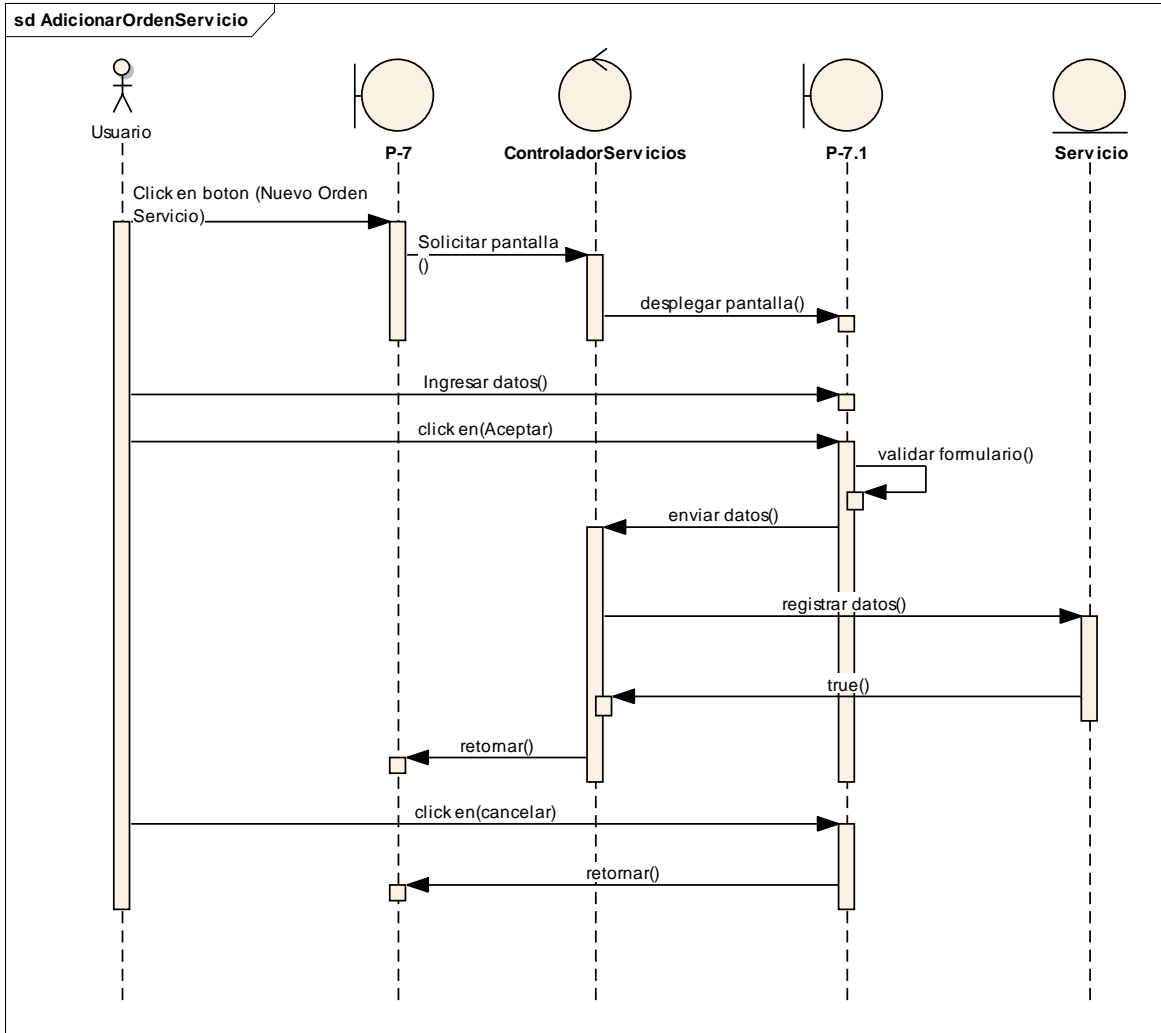 sd AdicionarOrdenServicio
Usuario
P-7
ControladorServicios
P-7.1
Servicio
Click en boton (Nuevo Orden
Servicio)
Solicitar pantalla
()
desplegar pantalla()
Ingresar datos()
click en(Aceptar)
validar formulario()
enviar datos()
registrar datos()
true()
retornar()
click en(cancelar)
retornar()